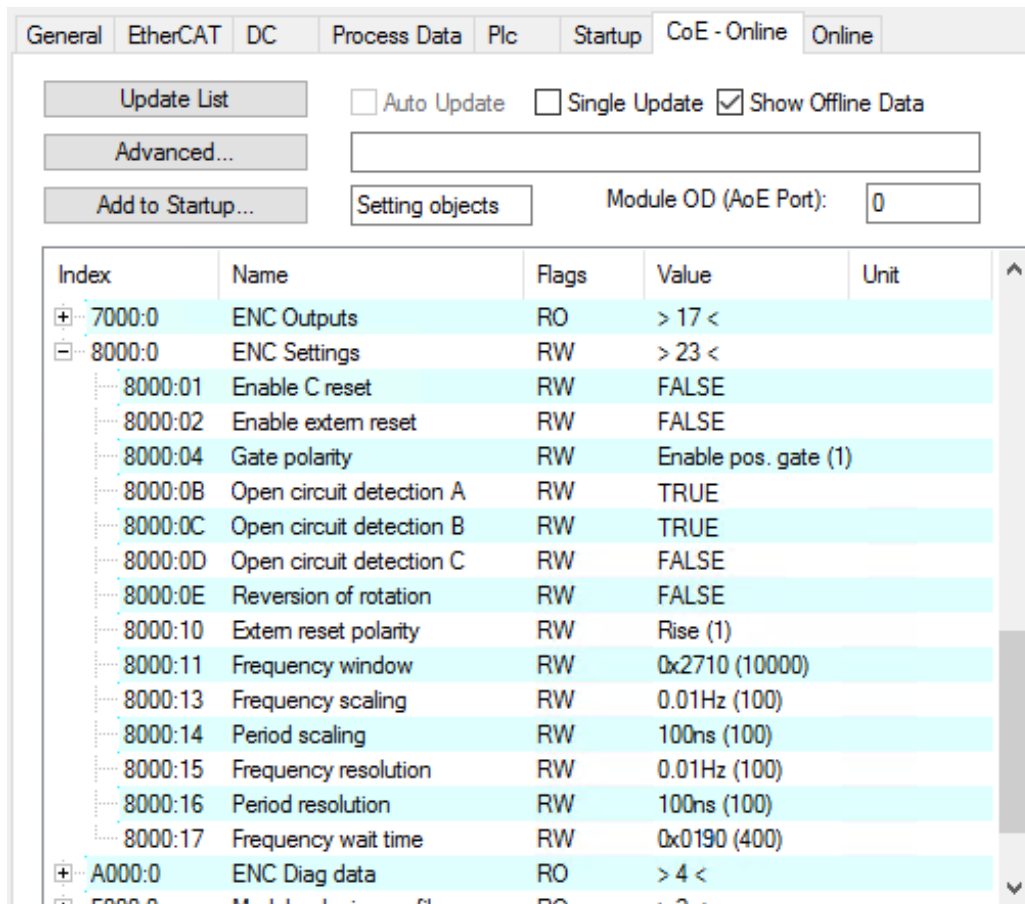 General EtherCAT DC Process Data Plc Startup CoE - Online Online
Update List Auto Update Single Update Show Offline Data
Advanced...
Add to Startup... Setting objects Module OD (AoE Port): 0
Index Name Flags Value Unit
7000:0 ENC Outputs RO > 17 <
8000:0 ENC Settings RW > 23 <
8000:01 Enable C reset RW FALSE
8000:02 Enable extern reset RW FALSE
8000:04 Gate polarity RW Enable pos. gate (1)
8000:0B Open circuit detection A RW TRUE
8000:0C Open circuit detection B RW TRUE
8000:0D Open circuit detection C RW FALSE
8000:0E Reversion of rotation RW FALSE
8000:10 Extern reset polarity RW Rise (1)
8000:11 Frequency window RW 0x2710 (10000)
8000:13 Frequency scaling RW 0.01Hz (100)
8000:14 Period scaling RW 100ns (100)
8000:15 Frequency resolution RW 0.01Hz (100)
8000:16 Period resolution RW 100ns (100)
8000:17 Frequency wait time RW 0x0190 (400)
A000:0 ENC Diag data RO > 4 <